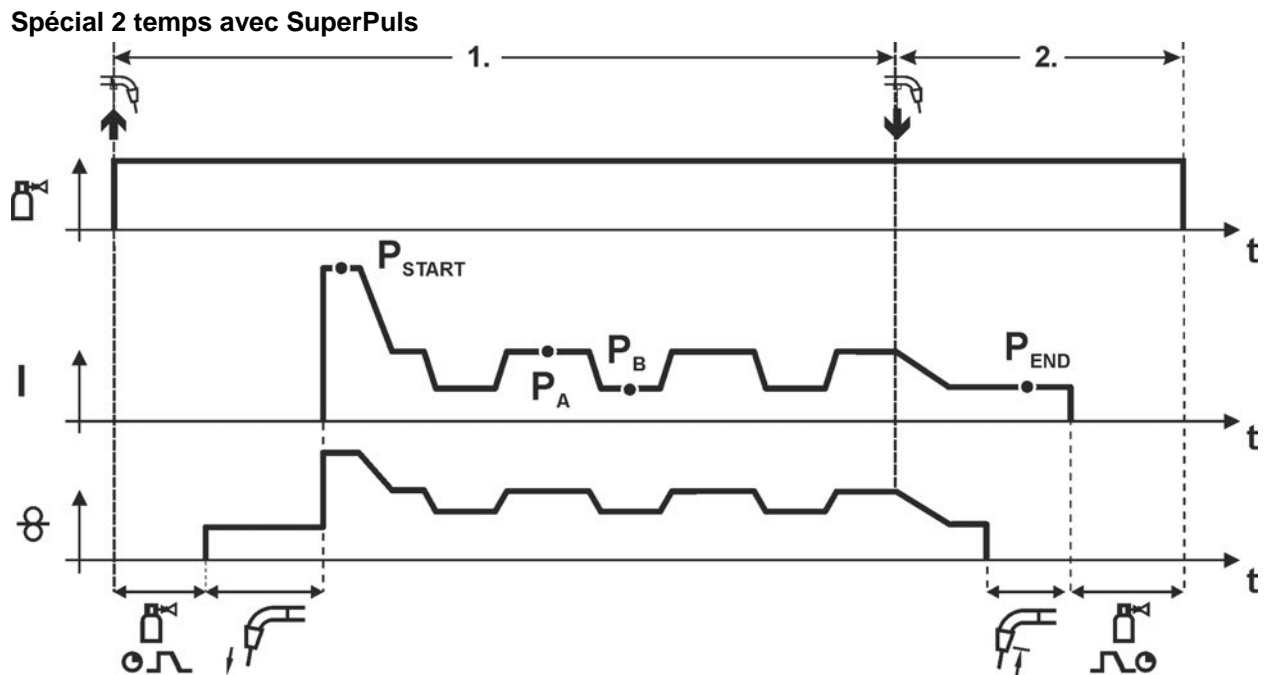 Spécial 2 temps avec SuperPuls
1. 2.
t
P START
I
P A
P B
P END
t
t